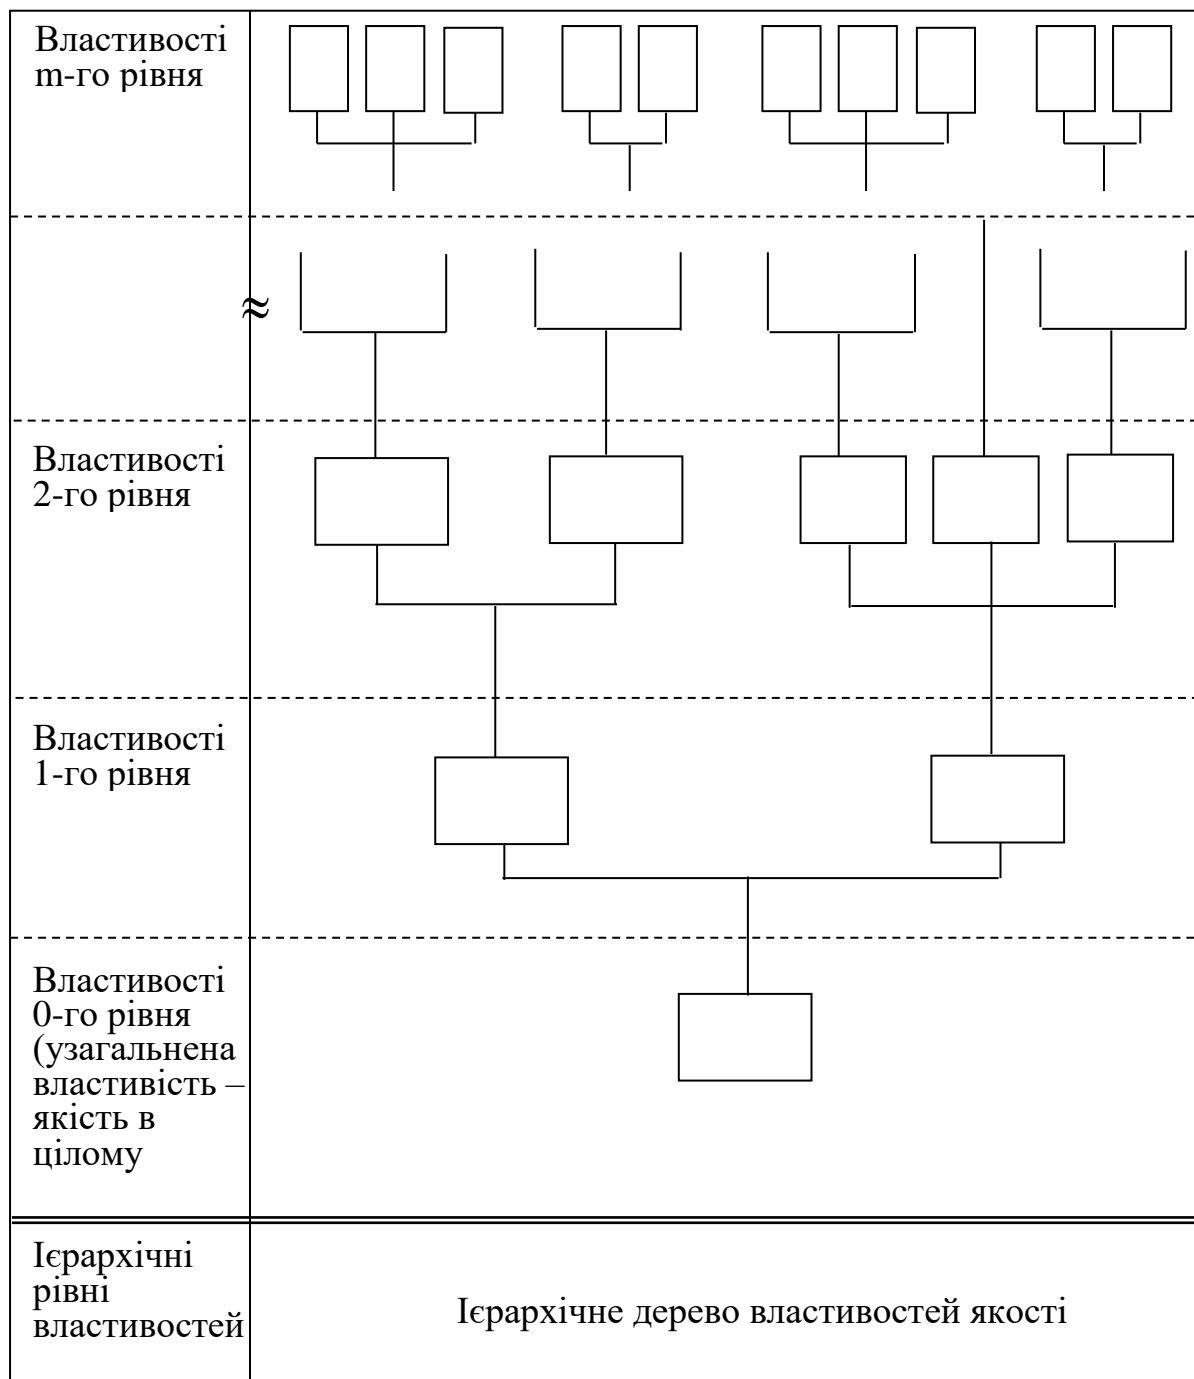 Властивості
m-го рівня
≈
Властивості
2-го рівня
Властивості
1-го рівня
Властивості
0-го рівня
(узагальнена
властивість –
якість в
цілому
Ієрархічні
рівні
властивостей
Ієрархічне дерево властивостей якості